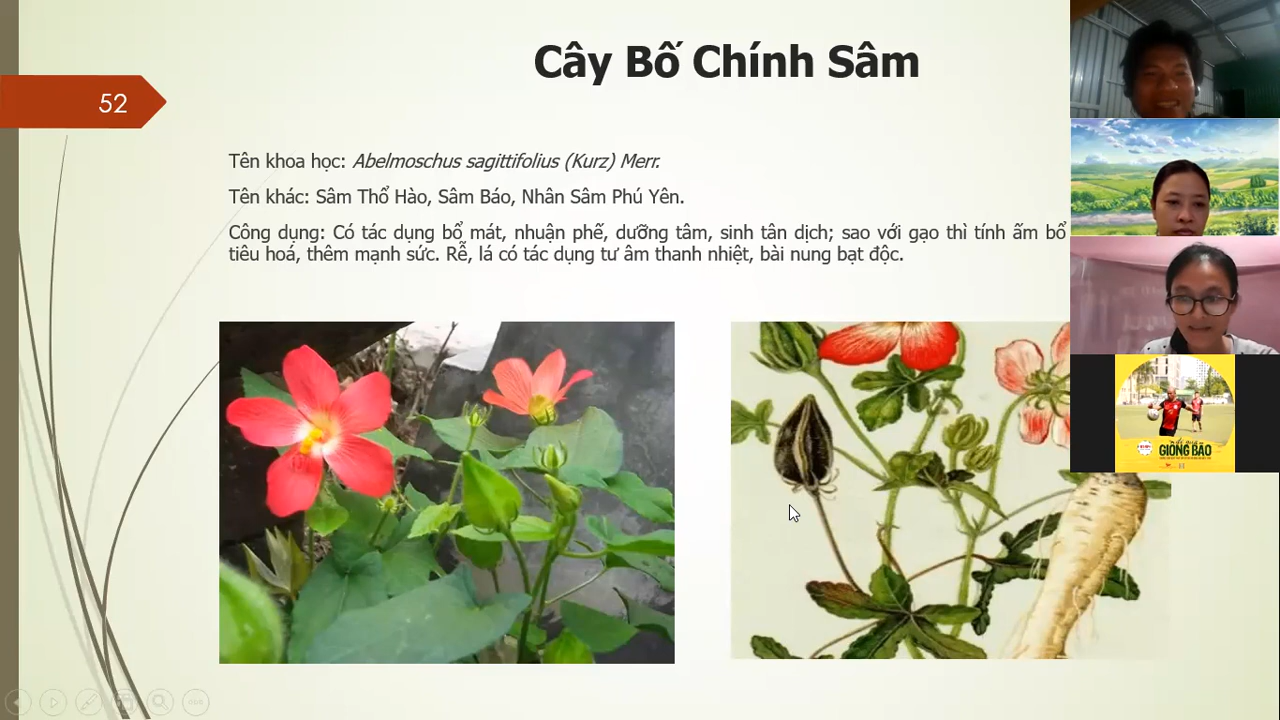 Cây Bố Chính Sâm
52
Tên khoa học: Abelmoschus sagittifolius (Kurz) Merr.
Tên khác: Sâm Thổ Hào, Sâm Báo, Nhân Sâm Phú Yên.
Công dụng: Có tác dụng bổ mát, nhuận phế, dưỡng tâm, sinh tân dịch; sao với gạo thì tính ấm bổ
tiêu hoá, thêm mạnh sức. Rễ, lá có tác dụng tư âm thanh nhiệt, bài nung bạt độc.
GIÔNG BÃO